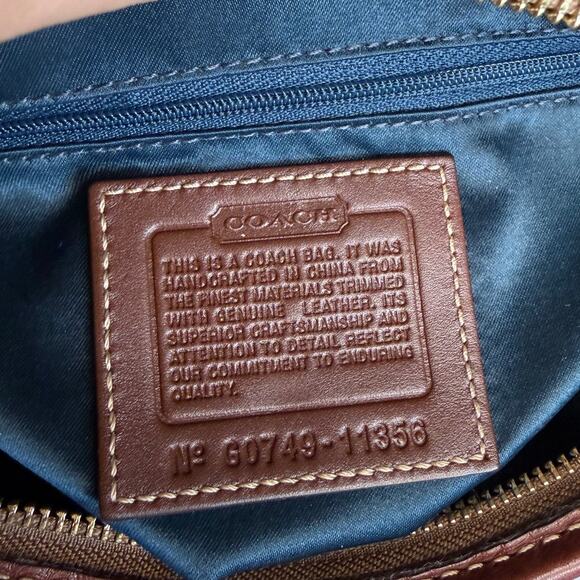 COACH
THIS IS A COACH BAG. IT WAS
HANDCRAFTED IN CHINA FROM
THE FINEST MATERIALS TRIMMED
WITH GENUINE LEATHER. ITS
SUPERIOR CRAFTSMANSHIP AND
ATTENTION TO DETAIL REFLECT
OUR COMMITMENT TO ENDURING
QUALITY.
Nº G0749-11356